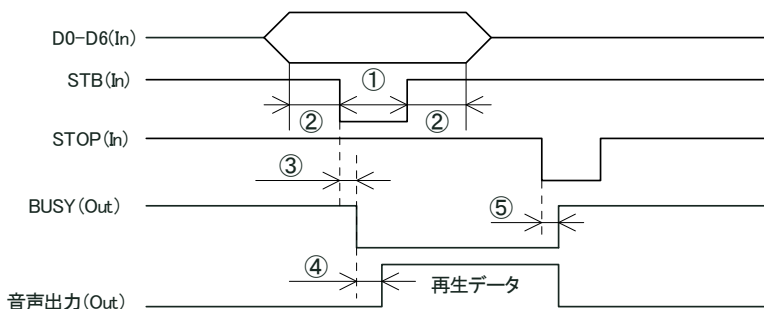 D0-D6(In)
STB(In)
①
②
②
STOP(In)
③
BUSY(Out)
⑤
④
再生データ
音声出力(Out)